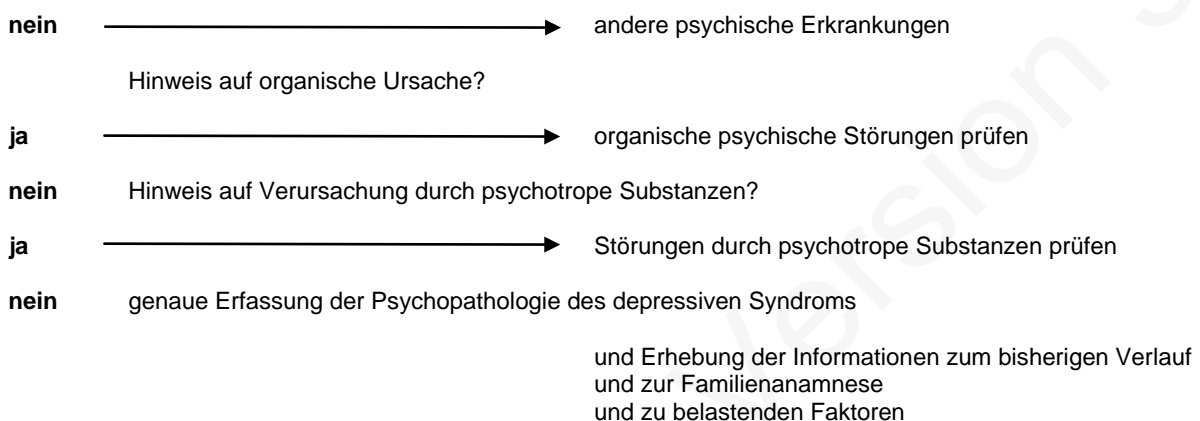 nein andere psychische Erkrankungen
Hinweis auf organische Ursache?
ja organische psychische Störungen prüfen
nein Hinweis auf Verursachung durch psychotrope Substanzen?
ja Störungen durch psychotrope Substanzen prüfen
nein genaue Erfassung der Psychopathologie des depressiven Syndroms
und Erhebung der Informationen zum bisherigen Verlauf
und zur Familienanamnese
und zu belastenden Faktoren